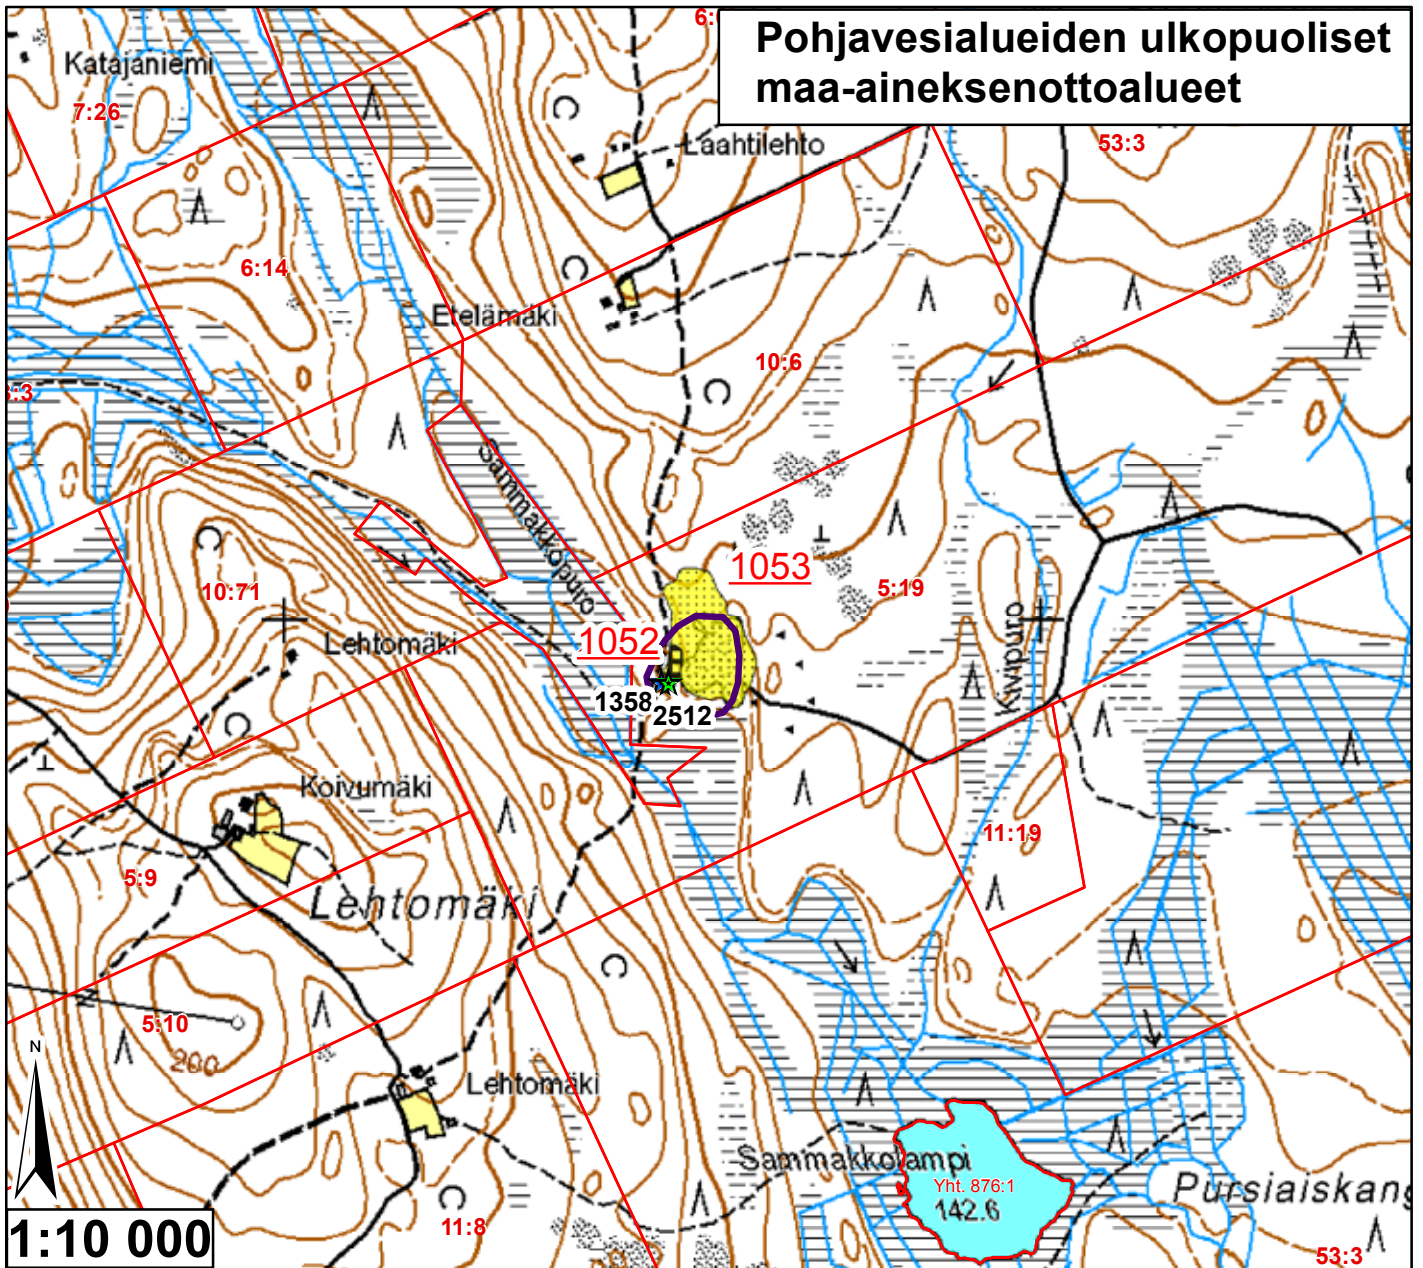 Pohjavesialueiden ulkopuoliset
maa-aineksenottoalueet
Katajaniemi
7:26
53:3
Laahtilehto
6:14
Etelämäki
10:6
Sammakkopuro
1053
5:19
10:71
Lehtomäki
1052
1358
2512
Myllypuro
Koivumäki
11:19
5:9
Lehtomäki
5:10
200
N
Lehtomäki
Sammakkolampi
Yht. 876:1
142.6
Pursiaiskang
11:8
53:3
1:10 000